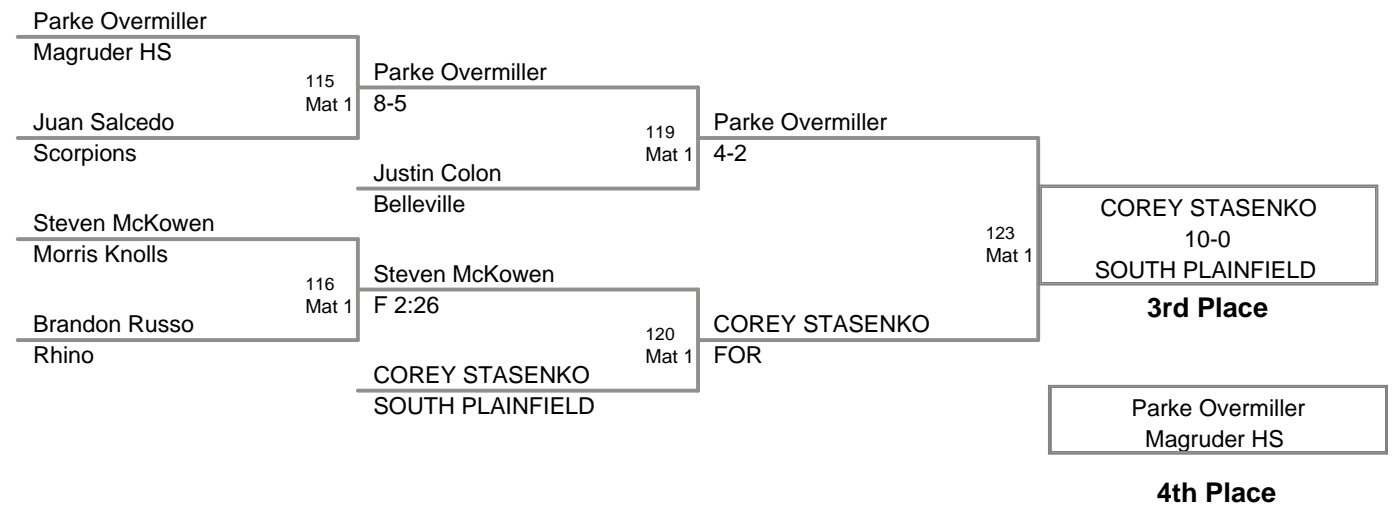 Parke Overmiller
Magruder HS
115
Mat 1
Juan Salcedo
Scorpions
Steven McKowen
Morris Knolls
116
Mat 1
Brandon Russo
Rhino
Parke Overmiller
8-5
119
Mat 1
Justin Colon
Belleville
Steven McKowen
F 2:26
120
Mat 1
COREY STASENKO
SOUTH PLAINFIELD
Parke Overmiller
4-2
123
Mat 1
COREY STASENKO
FOR
COREY STASENKO
10-0
SOUTH PLAINFIELD
3rd Place
Parke Overmiller
Magruder HS
4th Place